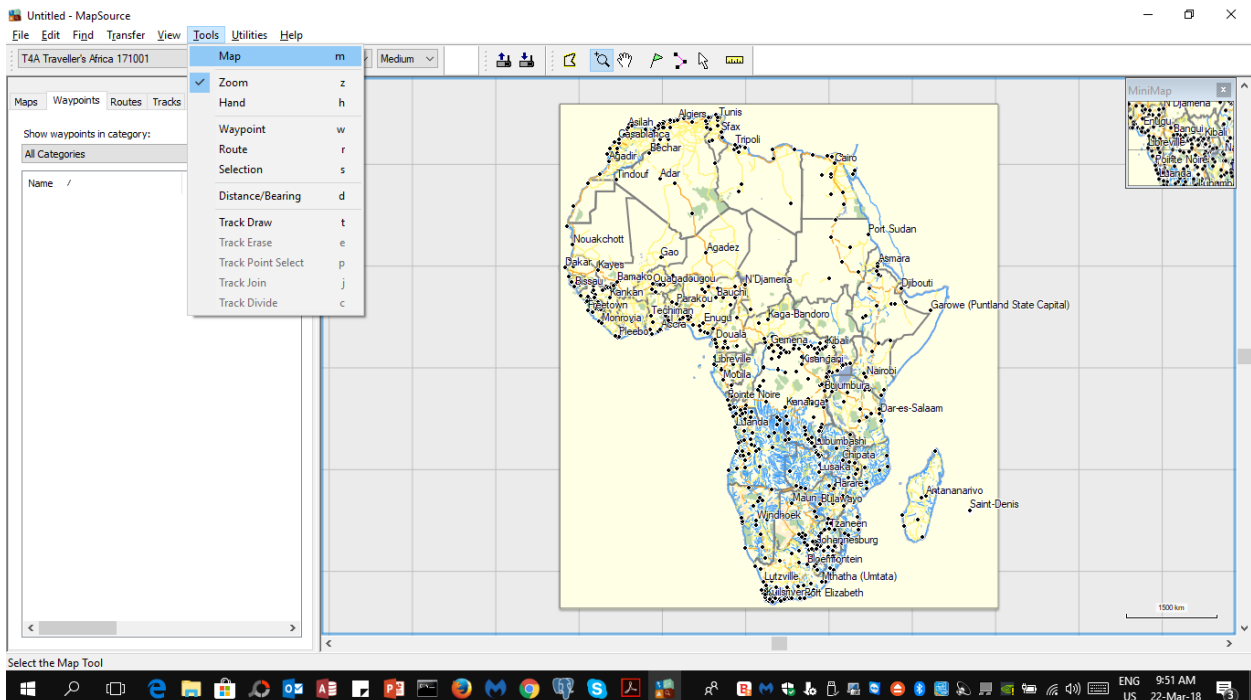 Untitled - MapSource
File Edit Find Transfer View Tools Utilities Help
T4A Traveller's Africa 171001
Medium
Map m
Zoom z
Hand h
Waypoint w
Route r
Selection s
Distance/Bearing d
Track Draw t
Track Erase e
Track Point Select p
Track Join j
Track Divide c
Maps Waypoints Routes Tracks
Show waypoints in category:
All Categories
Name /
MiniMap
N'Djamena
Enugu Bangui Kibali
Libreville Na
Pointe Noire
Luanda
Algiers Tunis
Asilah Sfax
Casablanca Tripoli
Bechar Cairo
Agadir
Tindouf Adar
Port Sudan
Nouakchott
Gao Agadez
Asmara
Dakar Kayes
Bissau Bamako Ouagadougou N'Djamena Djibouti
Kankan Bauchi
Parakou
Freetown Techiman Garowe (Puntland State Capital)
Monrovia Accra Enugu Kaga-Bandoro
Pleebo Douala
Gemena Kibali
Libreville Kisangani
Mouila Nairobi
Bujumbura
Pointe Noire
Kananga Dar-es-Salaam
Luanda
Lubumbashi
Chipata
Lusaka
Harare
Antananarivo
Maun Bulawayo
Saint-Denis
Windhoek
Tzaneen
Johannesburg
Bloemfontein
Lutzville Mthatha (Umtata)
Kuilsriver Port Elizabeth
1500 km
Select the Map Tool
ENG 9:51 AM
US 22-Mar-18